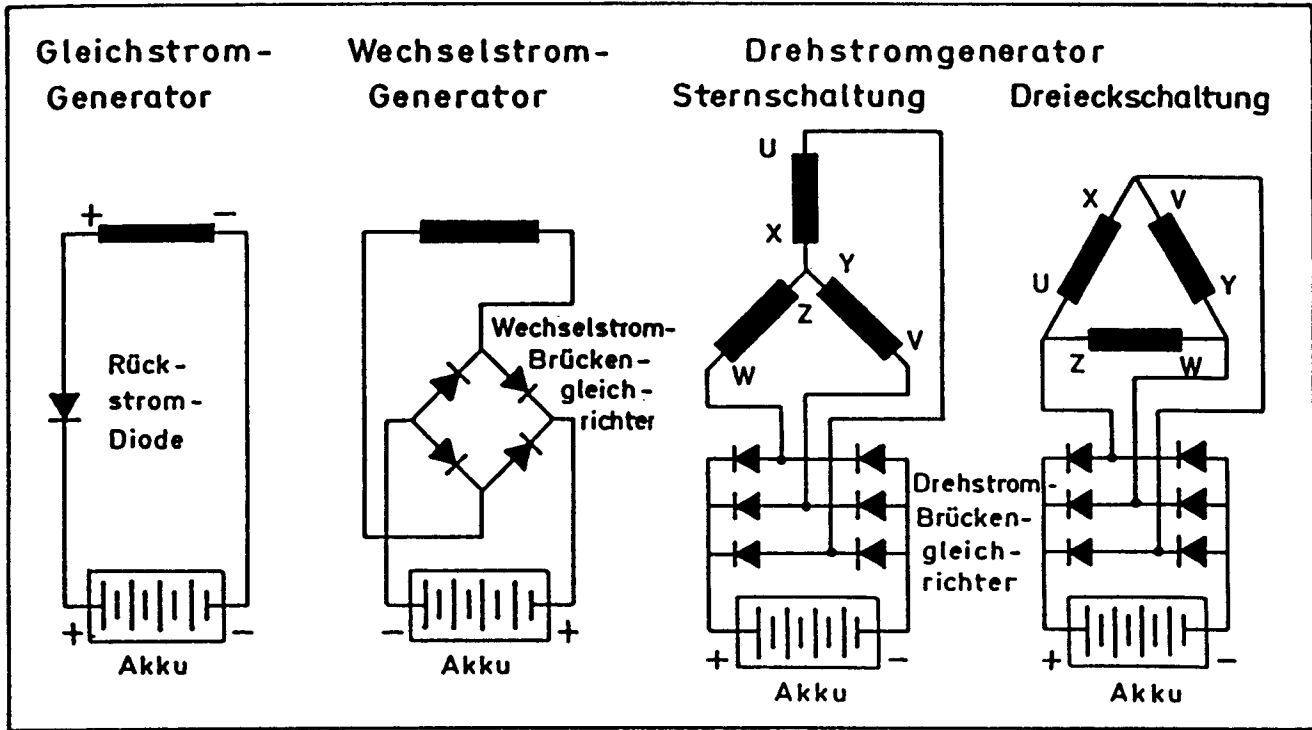 Gleichstrom-
Generator
+ -
Rück-
strom-
Diode
+ -
Akku
Wechselstrom-
Generator
Wechselstrom-
Brücken-
gleich-
richter
- +
Akku
Drehstromgenerator
Sternschaltung
U
X
Y
Z
V
W
Drehstrom-
Brücken-
gleich-
richter
+ -
Akku
Dreieckschaltung
X V
U Y
Z W
+ -
Akku